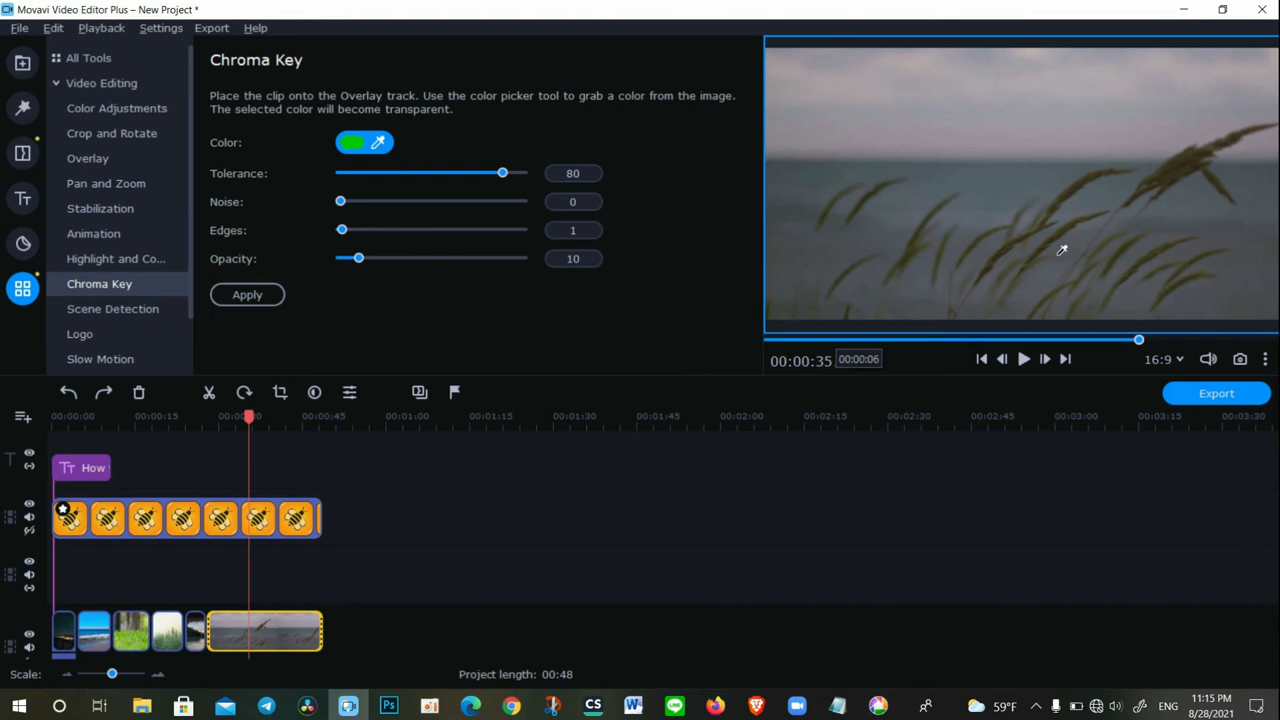 Movavi Video Editor Plus – New Project *
File Edit Playback Settings Export Help
All Tools
Video Editing
Color Adjustments
Crop and Rotate
Overlay
Pan and Zoom
Stabilization
Animation
Highlight and Co...
Chroma Key
Scene Detection
Logo
Slow Motion
Chroma Key
Place the clip onto the Overlay track. Use the color picker tool to grab a color from the image.
The selected color will become transparent.
Color:
Tolerance: 80
Noise: 0
Edges: 1
Opacity: 10
Apply
00:00:35 00:00:06 16:9
Export
00:00:00 00:00:15 00:00:45 00:01:00 00:01:15 00:01:30 00:01:45 00:02:00 00:02:15 00:02:30 00:02:45 00:03:00 00:03:15 00:03:30
T
Tт How
Scale: Project length: 00:48
Ps CS W LINE 59°F ENG 11:15 PM
8/28/2021